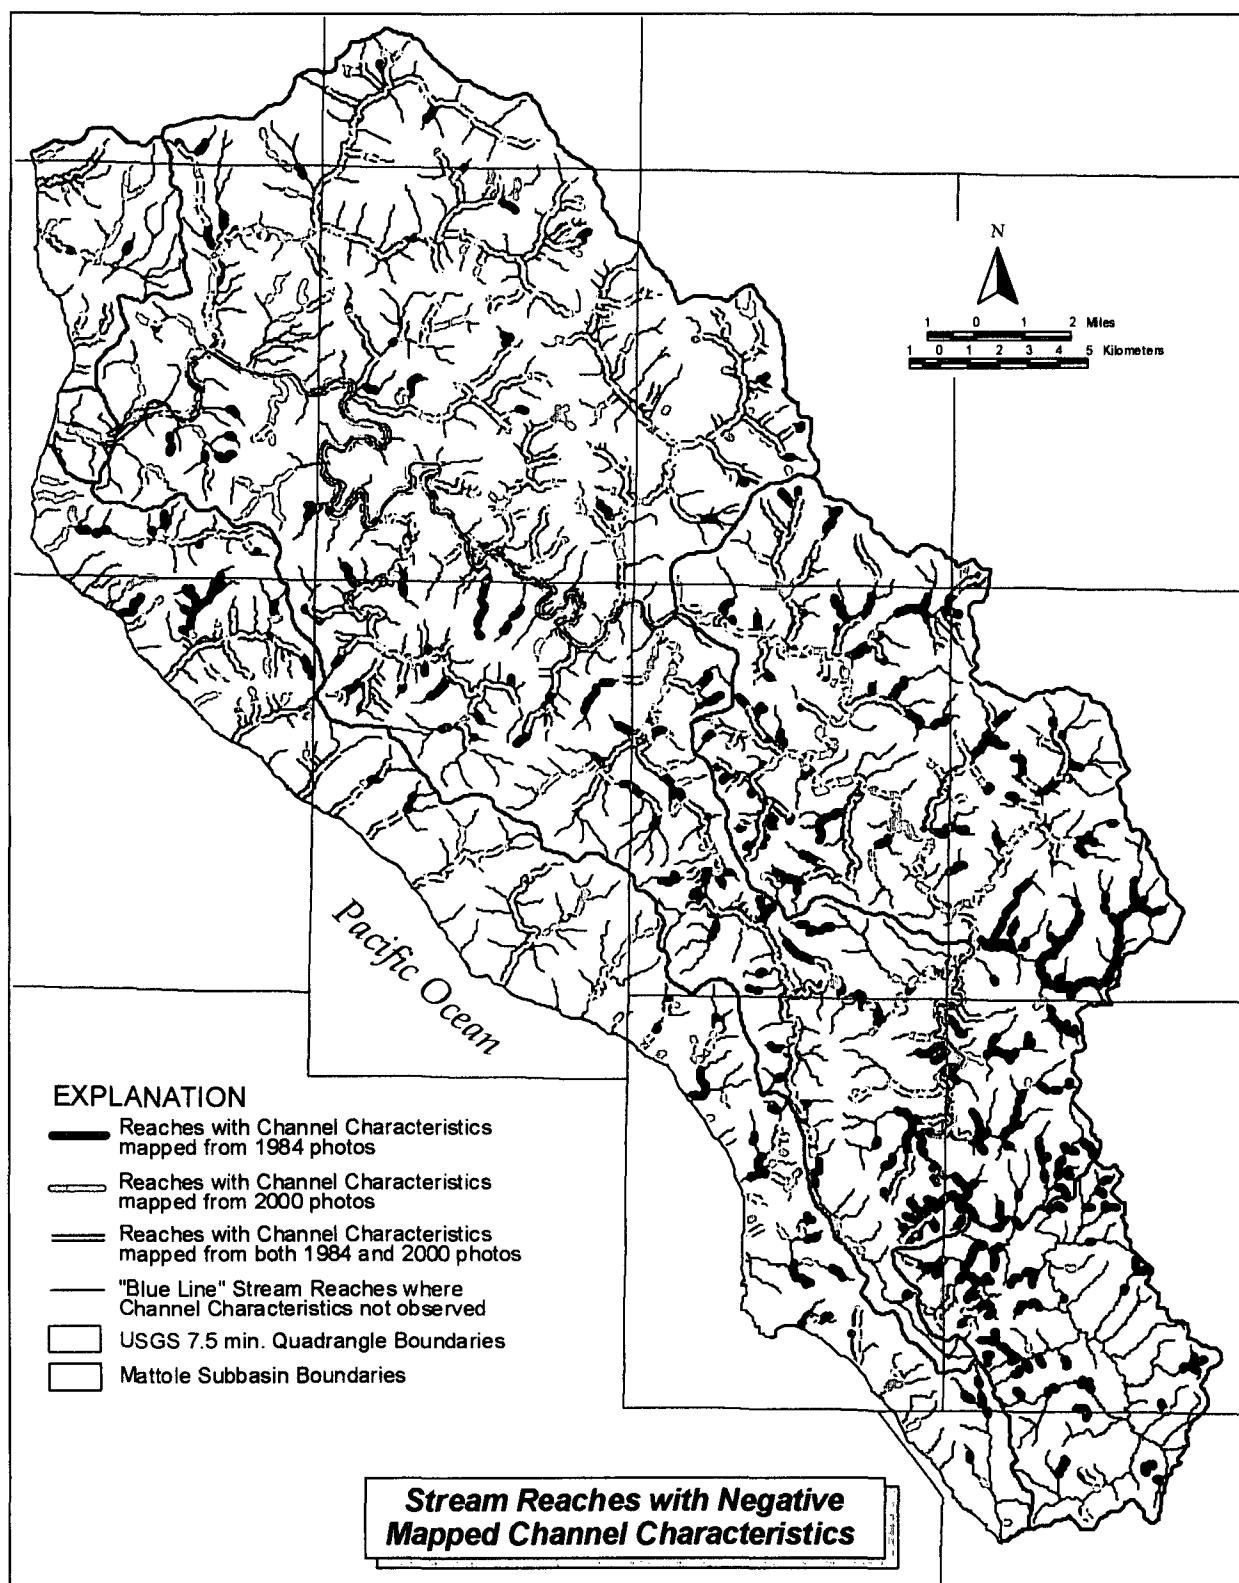 N
1 0 1 2 Miles
1 0 1 2 3 4 5 Kilometers
Pacific Ocean
EXPLANATION
Reaches with Channel Characteristics
mapped from 1984 photos
Reaches with Channel Characteristics
mapped from 2000 photos
Reaches with Channel Characteristics
mapped from both 1984 and 2000 photos
"Blue Line" Stream Reaches where
Channel Characteristics not observed
USGS 7.5 min. Quadrangle Boundaries
Mattole Subbasin Boundaries
Stream Reaches with Negative
Mapped Channel Characteristics